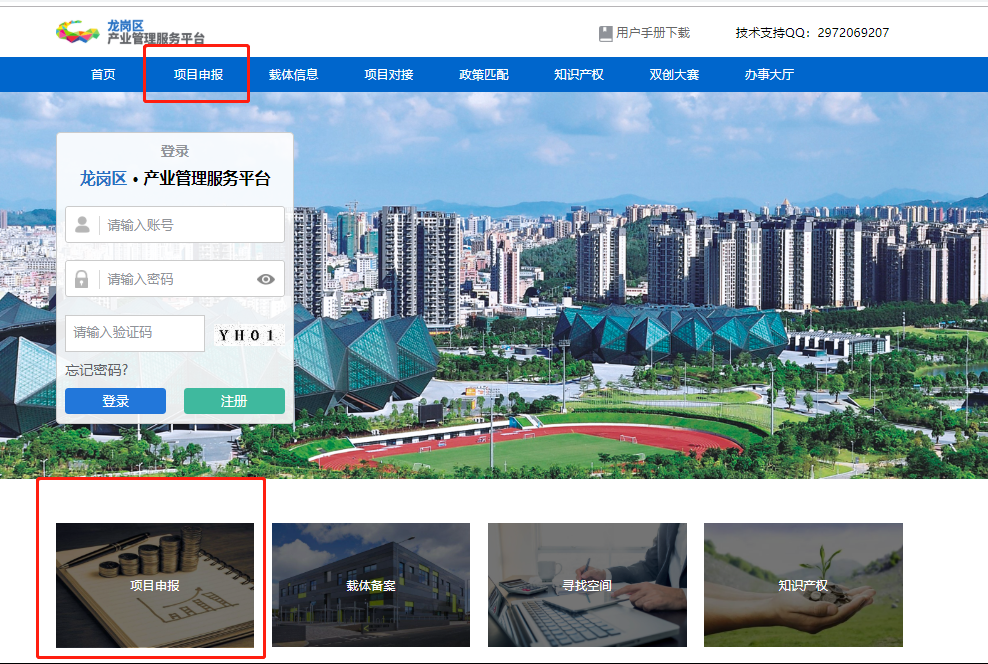 龙岗区
产业管理服务平台
用户手册下载
技术支持QQ：2972069207
首页 项目申报 载体信息 项目对接 政策匹配 知识产权 双创大赛 办事大厅
登录
龙岗区 • 产业管理服务平台
请输入账号
请输入密码
请输入验证码 YH01
忘记密码?
登录 注册
项目申报 载体备案 寻找空间 知识产权